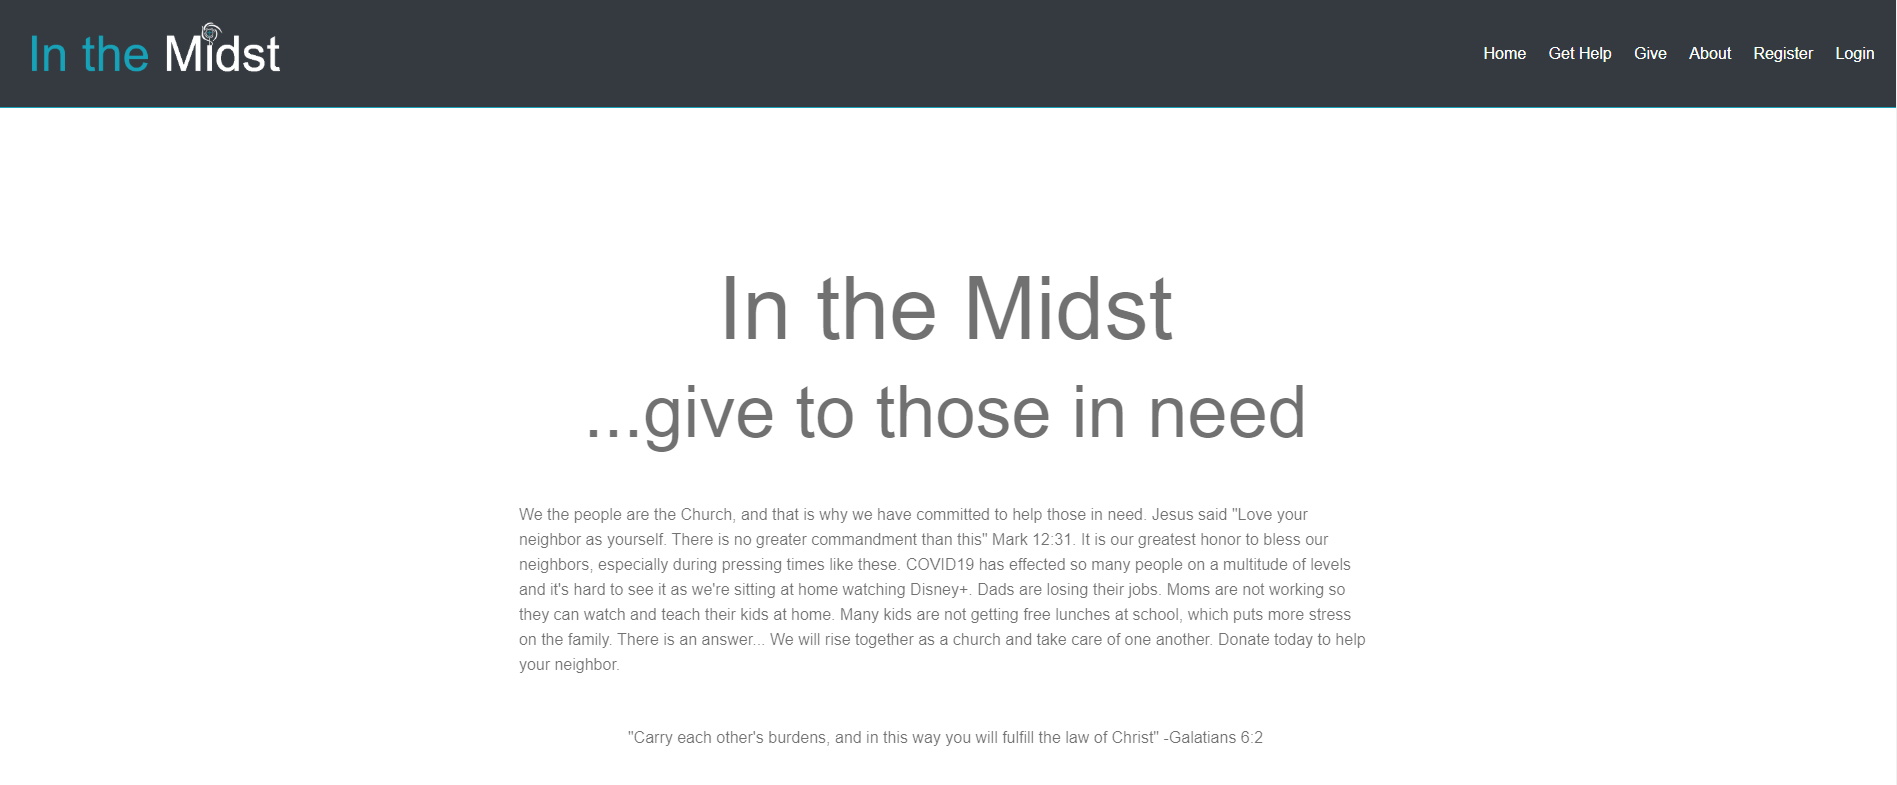 In the Midst
Home Get Help Give About Register Login
In the Midst
...give to those in need
We the people are the Church, and that is why we have committed to help those in need. Jesus said "Love your
neighbor as yourself. There is no greater commandment than this" Mark 12:31. It is our greatest honor to bless our
neighbors, especially during pressing times like these. COVID19 has effected so many people on a multitude of levels
and it's hard to see it as we're sitting at home watching Disney+. Dads are losing their jobs. Moms are not working so
they can watch and teach their kids at home. Many kids are not getting free lunches at school, which puts more stress
on the family. There is an answer... We will rise together as a church and take care of one another. Donate today to help
your neighbor.
"Carry each other's burdens, and in this way you will fulfill the law of Christ" -Galatians 6:2